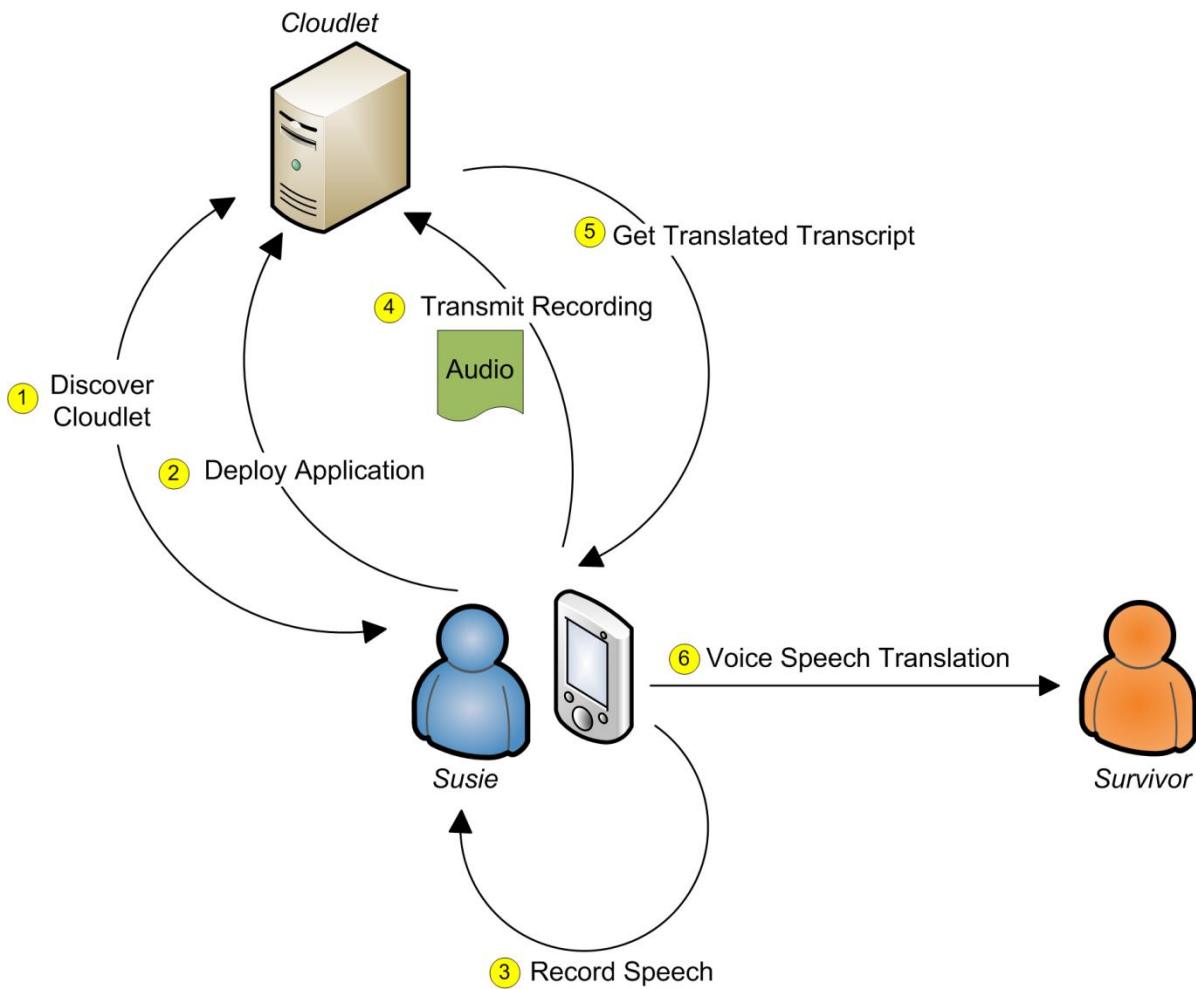 Cloudlet
5 Get Translated Transcript
4 Transmit Recording
Audio
1 Discover
Cloudlet
2 Deploy Application
6 Voice Speech Translation
Susie
Survivor
3 Record Speech